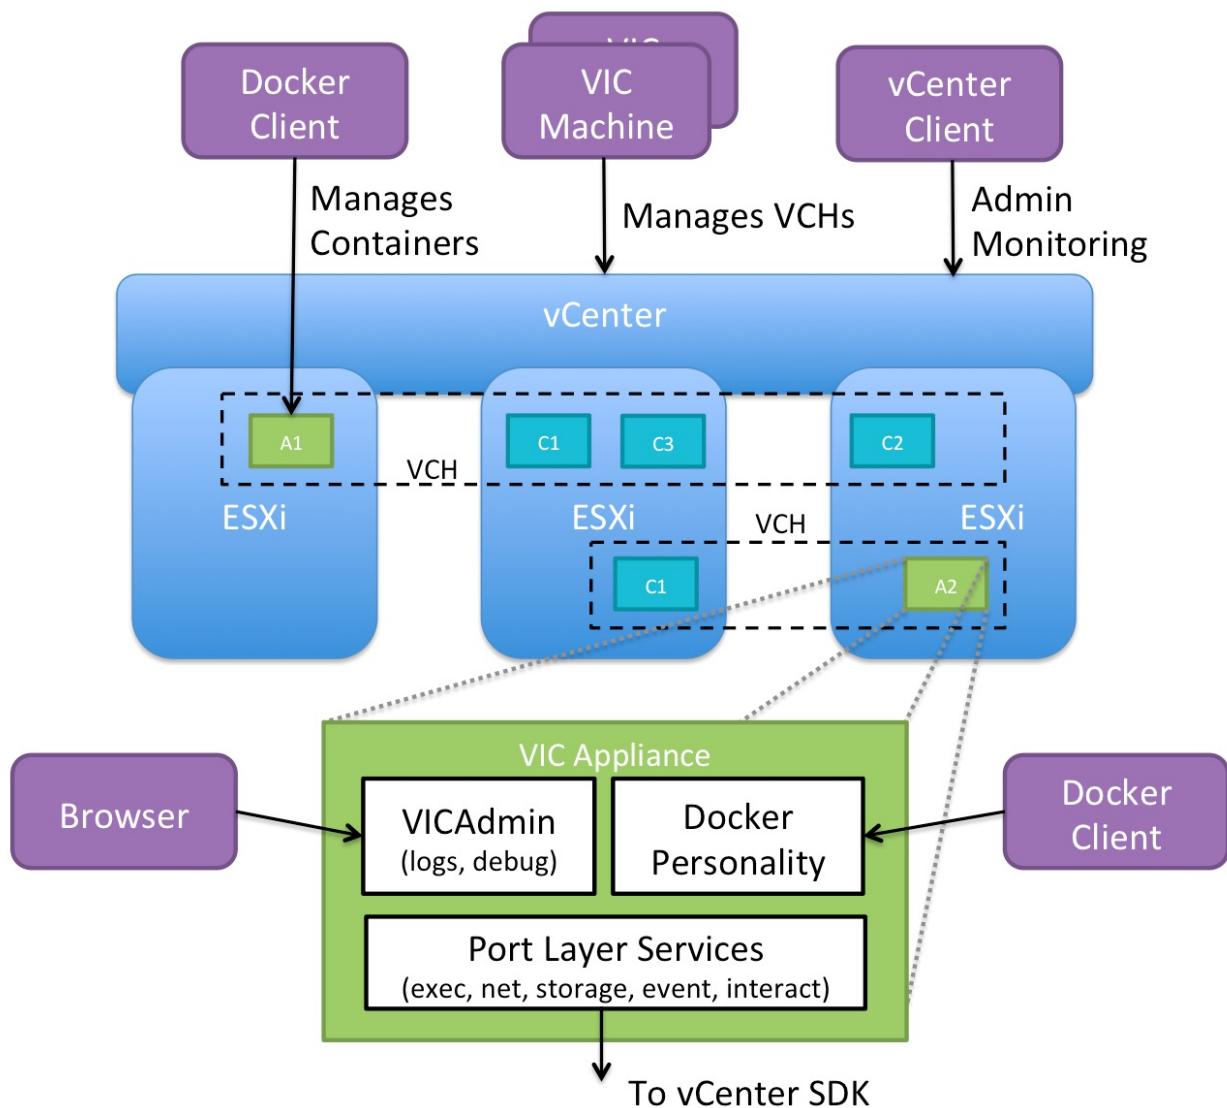 Docker
Client
VIC
VIC
Machine
vCenter
Client
Manages
Containers
Manages VCHs
Admin
Monitoring
vCenter
A1
C1
C3
C2
VCH
ESXi
ESXi
ESXi
VCH
C1
A2
VIC Appliance
Browser
VICAdmin
(logs, debug)
Docker
Personality
Docker
Client
Port Layer Services
(exec, net, storage, event, interact)
To vCenter SDK